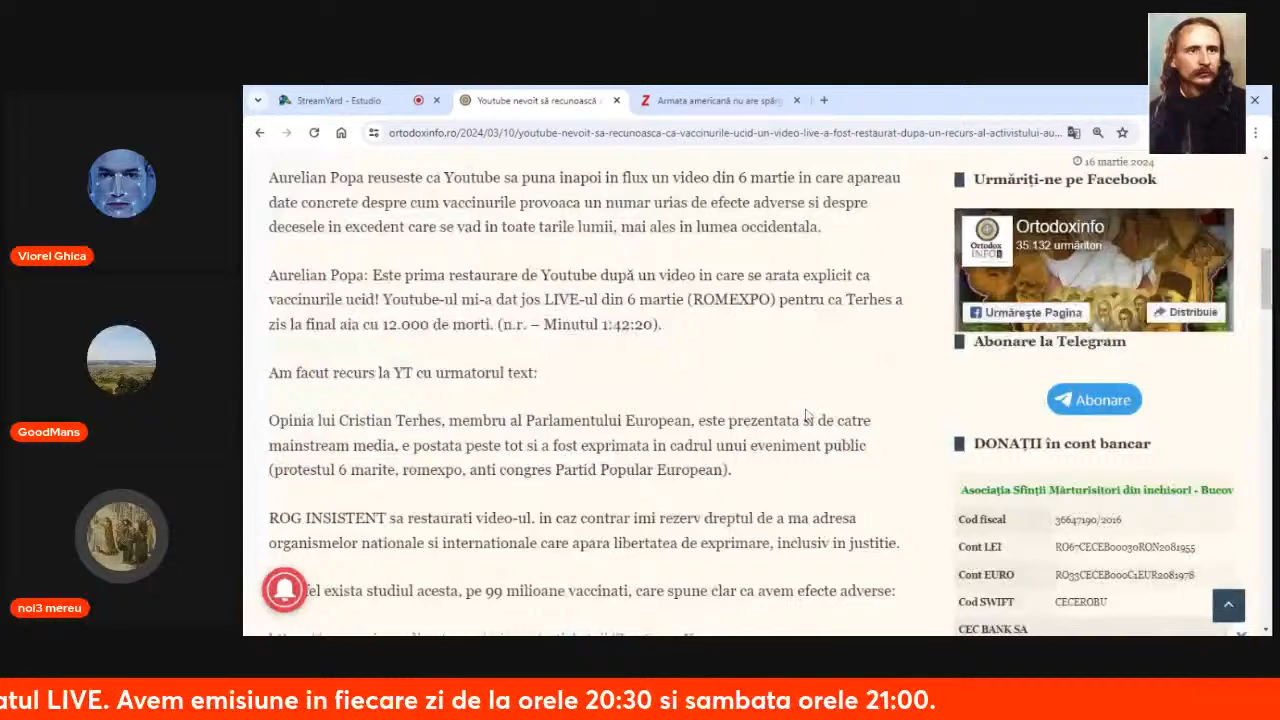 StreamYard - Estudio
Youtube nevoit să recunoască
Armata americană nu are spărg
ortodoxinfo.ro/2024/03/10/youtube-nevoit-sa-recunoasca-ca-vaccinurile-ucid-un-video-live-a-fost-restaurat-dupa-un-recurs-al-activistului-au...
Aurelian Popa reuseste ca Youtube sa puna inapoi in flux un video din 6 martie in care apareau
date concrete despre cum vaccinurile provoaca un numar urias de efecte adverse si despre
decesele in excedent care se vad in toate tarile lumii, mai ales in lumea occidentala.
Aurelian Popa: Este prima restaurare de Youtube după un video in care se arata explicit ca
vaccinurile ucid! Youtube-ul mi-a dat jos LIVE-ul din 6 martie (ROMEXPO) pentru ca Terhes a
zis la final aia cu 12.000 de morti. (n.r. – Minutul 1:42:20).
Am facut recurs la YT cu urmatorul text:
Opinia lui Cristian Terhes, membru al Parlamentului European, este prezentata si de catre
mainstream media, e postata peste tot si a fost exprimata in cadrul unui eveniment public
(protestul 6 marite, romexpo, anti congres Partid Popular European).
ROG INSISTENT sa restaurati video-ul. in caz contrar imi rezerv dreptul de a ma adresa
organismelor nationale si internationale care apara libertatea de exprimare, inclusiv in justitie.
fel exista studiul acesta, pe 99 milioane vaccinati, care spune clar ca avem efecte adverse:
16 martie 2024
Urmăriți-ne pe Facebook
Ortodox
INFO
Ortodoxinfo
35.132 urmăritori
Urmărește Pagina
Distribuie
Abonare la Telegram
Abonare
DONAȚII în cont bancar
Asociația Sfinții Mărturisitori din închisori - Bucov
Cod fiscal 36647190/2016
Cont LEI RO67CECEB00030RON2081955
Cont EURO RO33CECEB000C1EUR2081978
Cod SWIFT CECEROBU
CEC BANK SA
Viorel Ghica
GoodMans
nol3 mereu
atul LIVE. Avem emisiune in fiecare zi de la orele 20:30 si sambata orele 21:00.